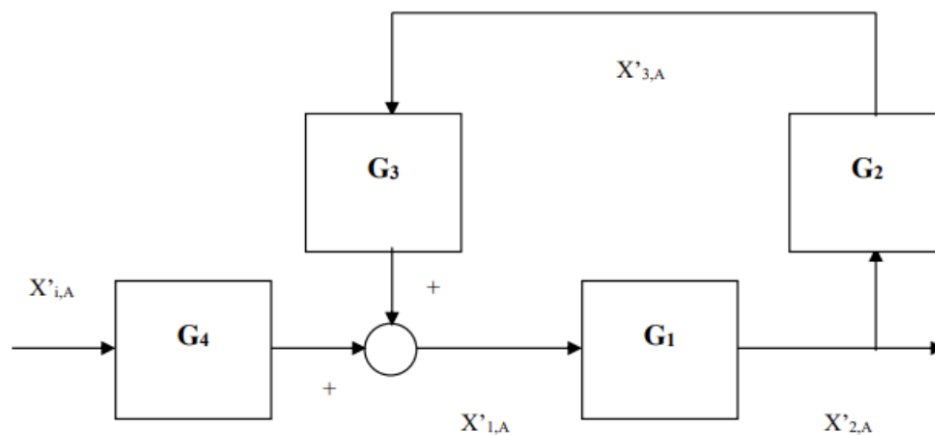 X'3,A
G3
G2
X'i,A
G4
+
G1
+
X'1,A
X'2,A